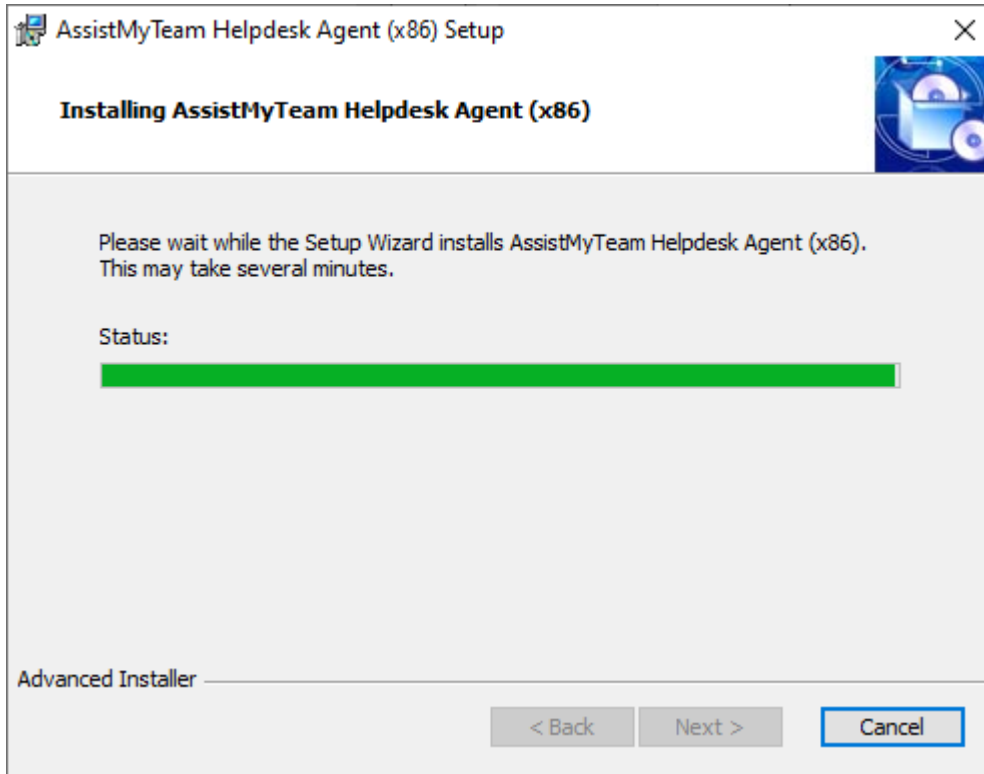 AssistMyTeam Helpdesk Agent (x86) Setup
Installing AssistMyTeam Helpdesk Agent (x86)
Please wait while the Setup Wizard installs AssistMyTeam Helpdesk Agent (x86).
This may take several minutes.
Status:
Advanced Installer
< Back
Next >
Cancel